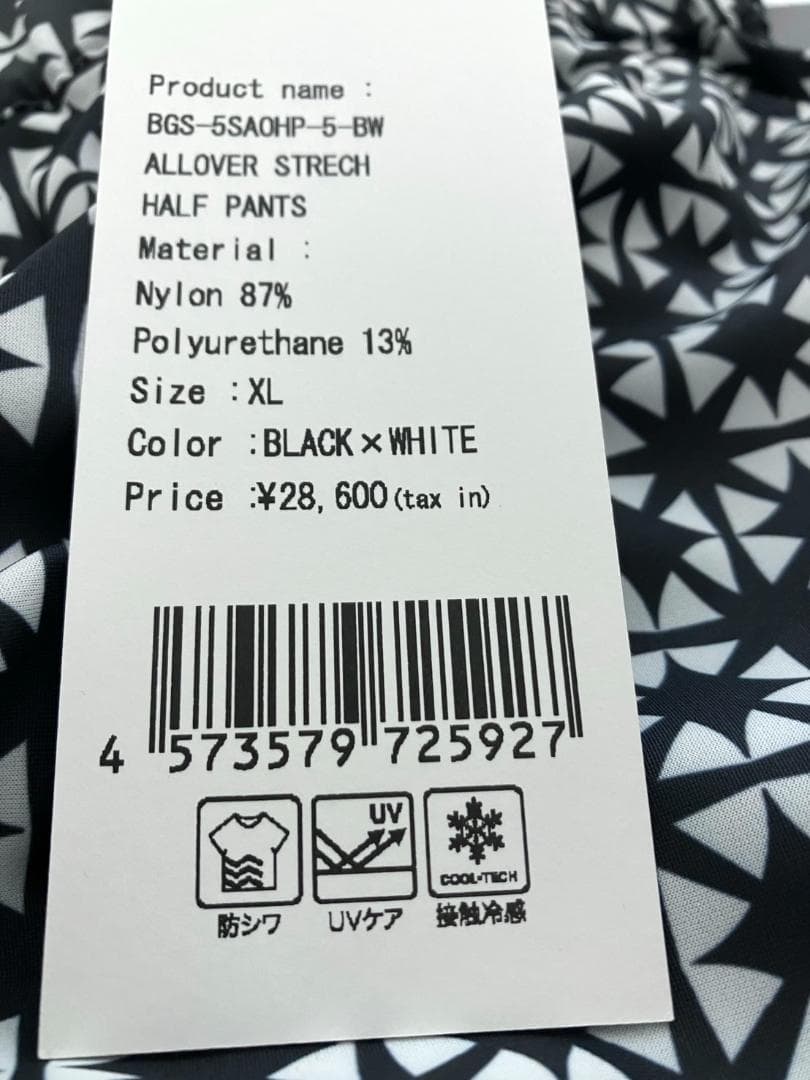 Product name :
BGS-5SAOHP-5-BW
ALLOVER STRECH
HALF PANTS
Material :
Nylon 87%
Polyurethane 13%
Size :XL
Color :BLACK×WHITE
Price :¥28,600(tax in)
4 573579 725927
UV
COOL-TECH
防シワ UVケア 接触冷感